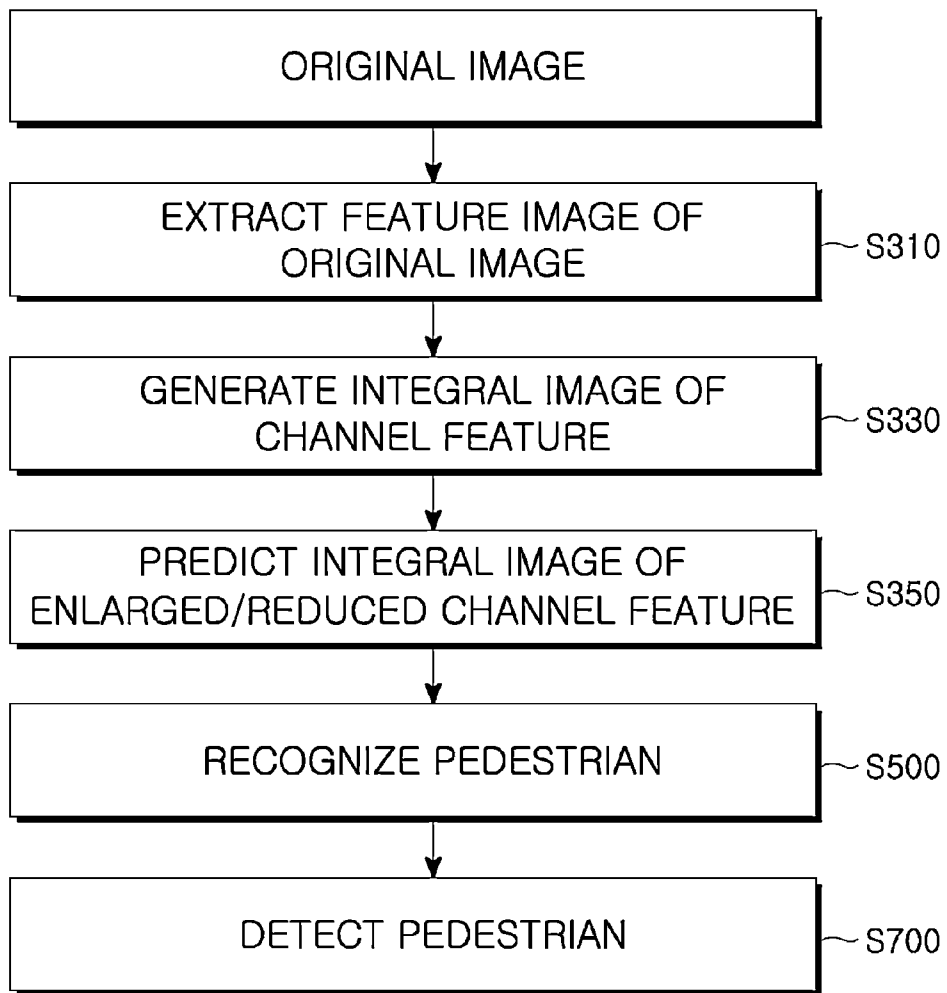 ORIGINAL IMAGE
EXTRACT FEATURE IMAGE OF
ORIGINAL IMAGE
S310
GENERATE INTEGRAL IMAGE OF
CHANNEL FEATURE
S330
PREDICT INTEGRAL IMAGE OF
ENLARGED/REDUCED CHANNEL FEATURE
S350
RECOGNIZE PEDESTRIAN
S500
DETECT PEDESTRIAN
S700